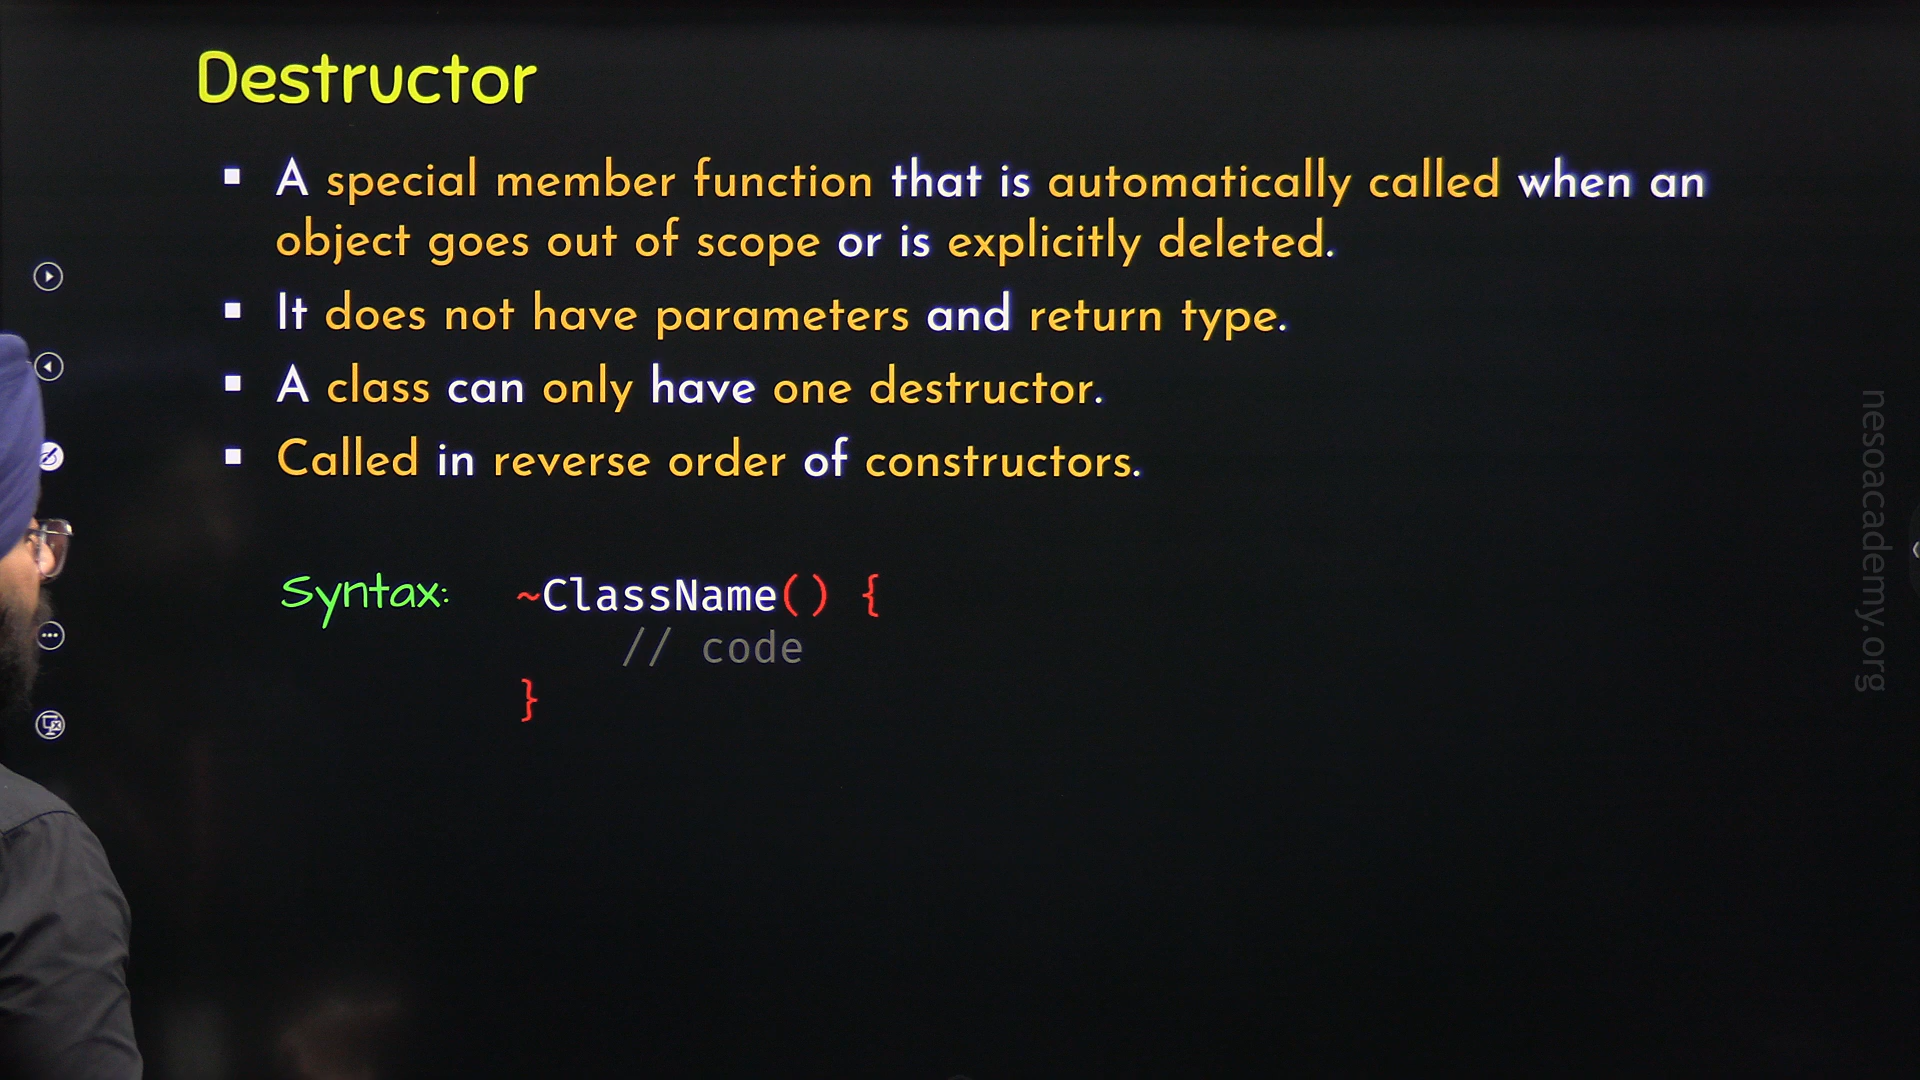 Destructor
▪ A special member function that is automatically called when an
object goes out of scope or is explicitly deleted.
▪ It does not have parameters and return type.
▪ A class can only have one destructor.
▪ Called in reverse order of constructors.
Syntax: ~ClassName() {
// code
}
nesoacademy.org